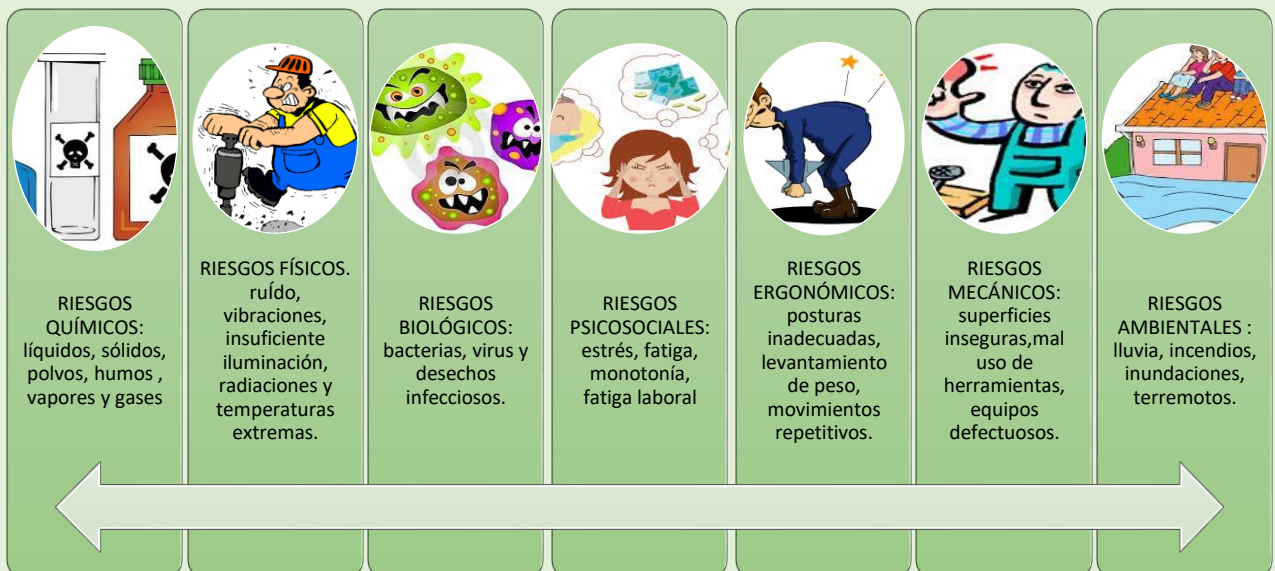 RIESGOS
QUÍMICOS:
líquidos, sólidos,
polvos, humos ,
vapores y gases
RIESGOS FÍSICOS.
ruÍdo,
vibraciones,
insuficiente
iluminación,
radiaciones y
temperaturas
extremas.
RIESGOS
BIOLÓGICOS:
bacterias, virus y
desechos
infecciosos.
RIESGOS
PSICOSOCIALES:
estrés, fatiga,
monotonía,
fatiga laboral
RIESGOS
ERGONÓMICOS:
posturas
inadecuadas,
levantamiento
de peso,
movimientos
repetitivos.
RIESGOS
MECÁNICOS:
superficies
inseguras,mal
uso de
herramientas,
equipos
defectuosos.
RIESGOS
AMBIENTALES :
lluvia, incendios,
inundaciones,
terremotos.